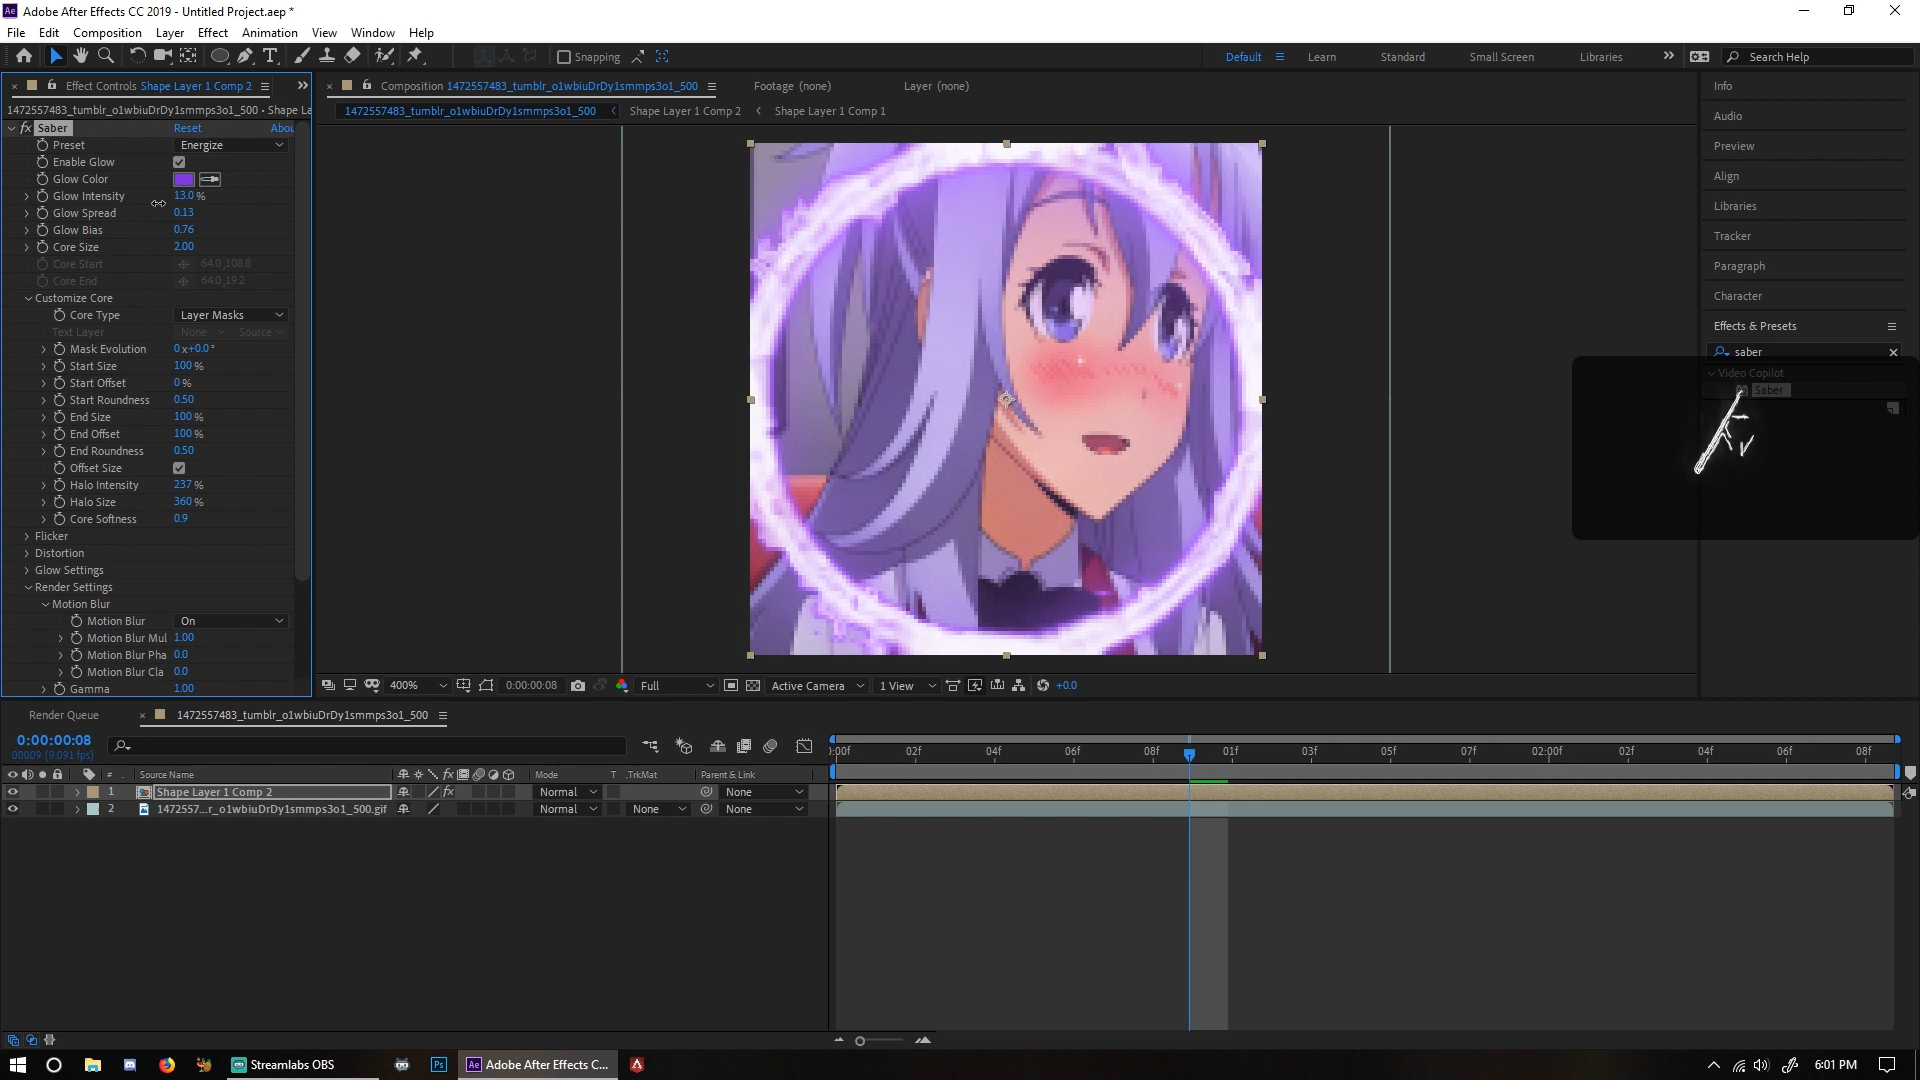 Adobe After Effects CC 2019 - Untitled Project.aep *
File Edit Composition Layer Effect Animation View Window Help
Snapping
Default Learn Standard Small Screen Libraries Search Help
Effect Controls Shape Layer 1 Comp 2
1472557483_tumblr_o1wbiuDrDy1smmps3o1_500 • Shape La
Saber Reset Abou
Preset Energize
Enable Glow
Glow Color
Glow Intensity 13.0 %
Glow Spread 0.13
Glow Bias 0.76
Core Size 2.00
Core Start 64.0,108.8
Core End 64.0,19.2
Customize Core
Core Type Layer Masks
Text Layer None Source
Mask Evolution 0x+0.0°
Start Size 100 %
Start Offset 0 %
Start Roundness 0.50
End Size 100 %
End Offset 100 %
End Roundness 0.50
Offset Size
Halo Intensity 237 %
Halo Size 360 %
Core Softness 0.9
Flicker
Distortion
Glow Settings
Render Settings
Motion Blur
Motion Blur On
Motion Blur Mul 1.00
Motion Blur Pha 0.0
Motion Blur Cla 0.0
Gamma 1.00
Composition 1472557483_tumblr_o1wbiuDrDy1smmps3o1_500 Footage (none) Layer (none)
1472557483_tumblr_o1wbiuDrDy1smmps3o1_500 Shape Layer 1 Comp 2 Shape Layer 1 Comp 1
400% 0:00:00:08 Full Active Camera 1 View +0.0
Info
Audio
Preview
Align
Libraries
Tracker
Paragraph
Character
Effects & Presets
saber
Video Copilot
Saber
Render Queue 1472557483_tumblr_o1wbiuDrDy1smmps3o1_500
0:00:00:08
00009 (9.091 fps)
:00f 02f 04f 06f 08f 01f 03f 05f 07f 02:00f 02f 04f 06f 08f
# Source Name Mode T .TrkMat Parent & Link
1 Shape Layer 1 Comp 2 Normal None
2 1472557...r_o1wbiuDrDy1smmps3o1_500.gif Normal None None
Streamlabs OBS Ps Ae Adobe After Effects C... 6:01 PM